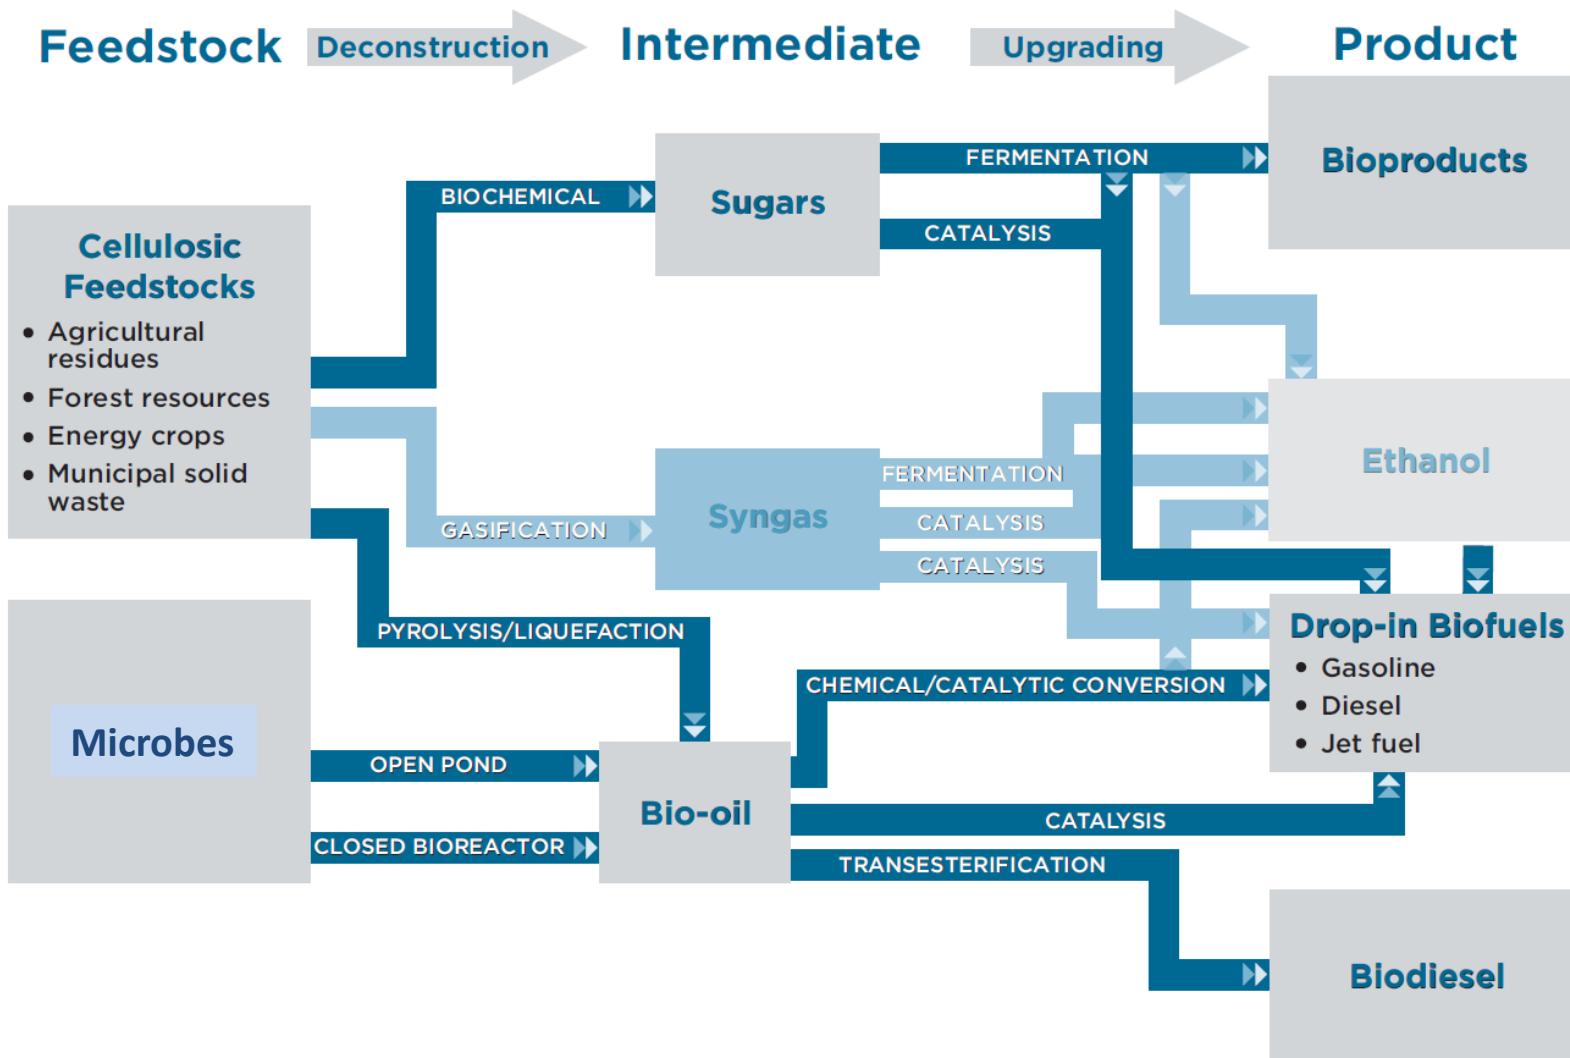 Feedstock
Deconstruction
Intermediate
Upgrading
Product
Cellulosic
Feedstocks
• Agricultural
residues
• Forest resources
• Energy crops
• Municipal solid
waste
Microbes
BIOCHEMICAL
GASIFICATION
PYROLYSIS/LIQUEFACTION
OPEN POND
CLOSED BIOREACTOR
Sugars
Syngas
Bio-oil
FERMENTATION
CATALYSIS
FERMENTATION
CATALYSIS
CATALYSIS
CHEMICAL/CATALYTIC CONVERSION
CATALYSIS
TRANSESTERIFICATION
Bioproducts
Ethanol
Drop-in Biofuels
• Gasoline
• Diesel
• Jet fuel
Biodiesel